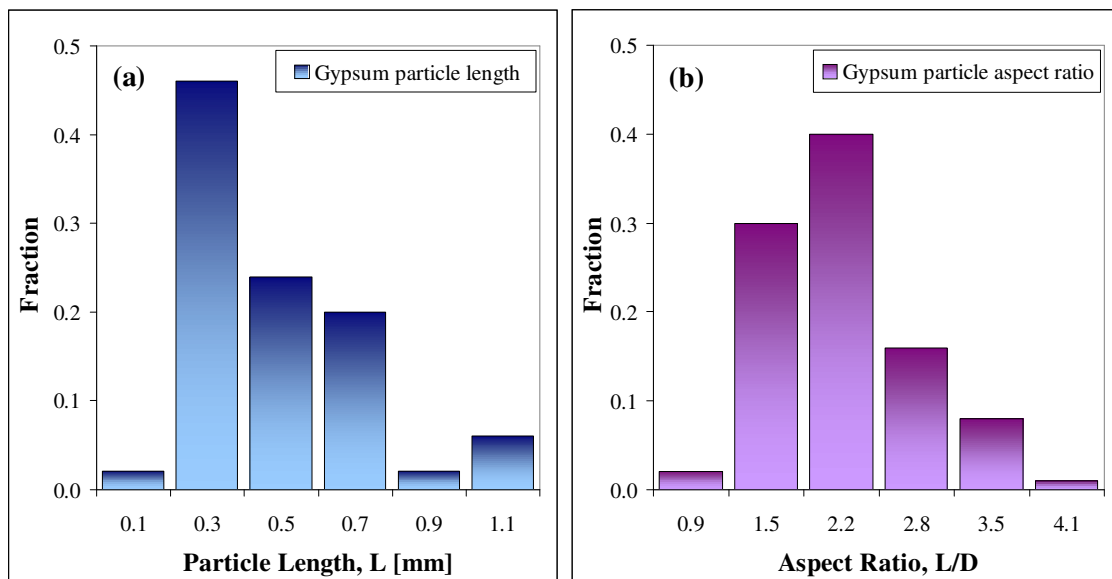 (a)
Gypsum particle length
0.5
0.4
0.3
0.2
0.1
0.0
Fraction
0.1 0.3 0.5 0.7 0.9 1.1
Particle Length, L [mm]
(b)
Gypsum particle aspect ratio
0.5
0.4
0.3
0.2
0.1
0.0
Fraction
0.9 1.5 2.2 2.8 3.5 4.1
Aspect Ratio, L/D